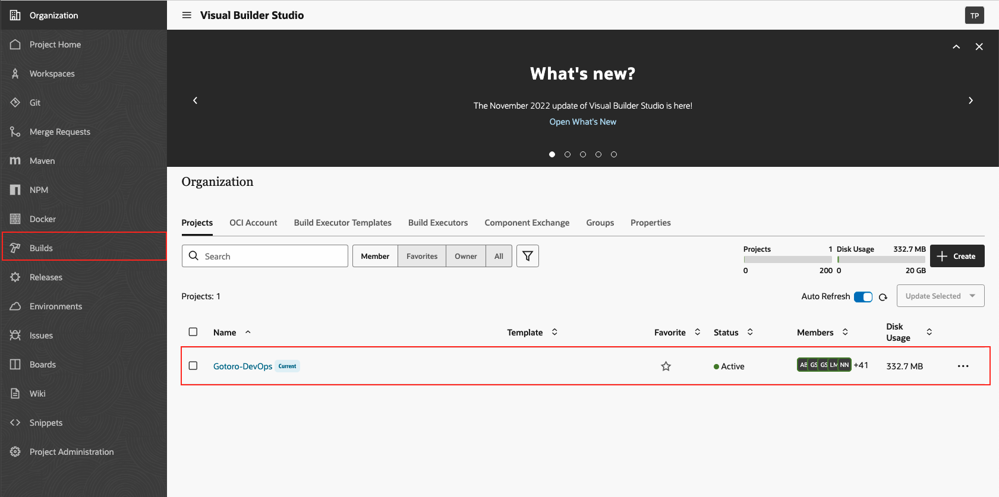 Organization
Project Home
Workspaces
Git
Merge Requests
Maven
NPM
Docker
Builds
Releases
Environments
Issues
Boards
Wiki
Snippets
Project Administration
Visual Builder Studio
TP
What's new?
The November 2022 update of Visual Builder Studio is here!
Open What's New
Organization
Projects OCI Account Build Executor Templates Build Executors Component Exchange Groups Properties
Search Member Favorites Owner All
Projects 1 Disk Usage 332.7 MB
0 200 0 20 GB
Create
Projects: 1
Auto Refresh Update Selected
Name Template Favorite Status Members Disk Usage
Gotoro-DevOps Current Active AB GS GS LM NN +41 332.7 MB